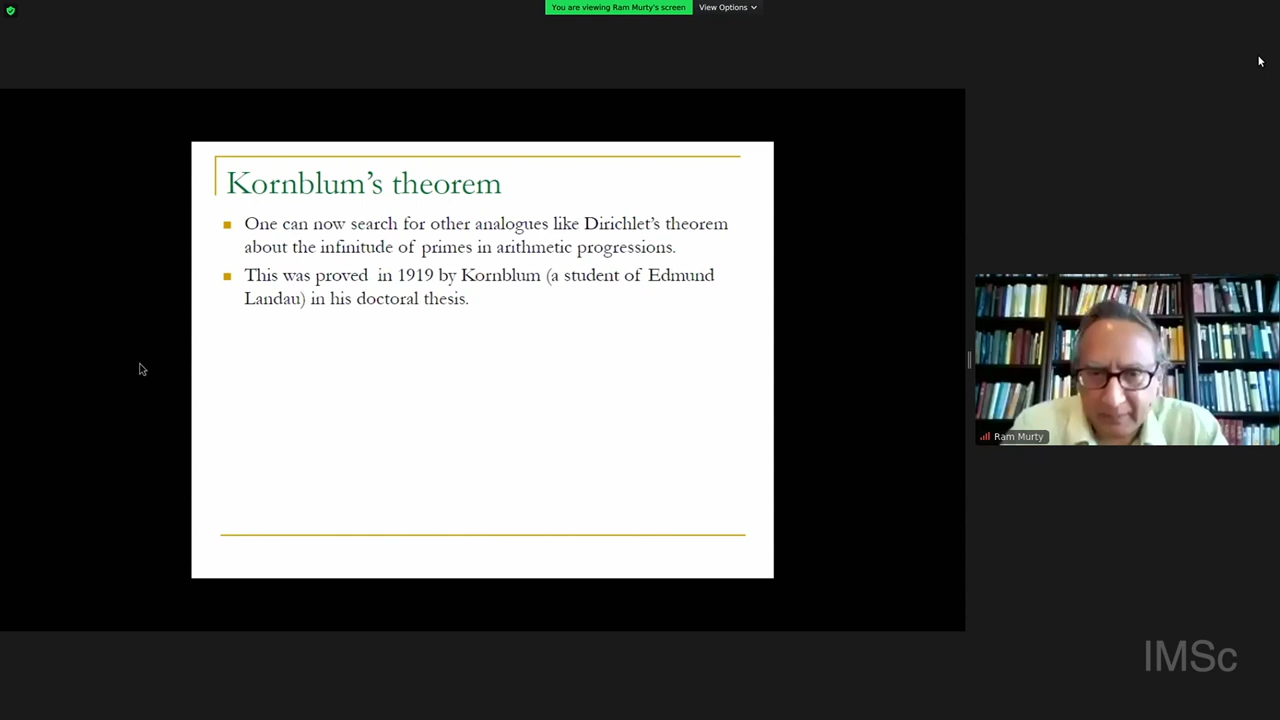 You are viewing Ram Murty's screen
View Options
Kornblum's theorem
One can now search for other analogues like Dirichlet's theorem
about the infinitude of primes in arithmetic progressions.
This was proved in 1919 by Kornblum (a student of Edmund
Landau) in his doctoral thesis.
Ram Murty
IMSc